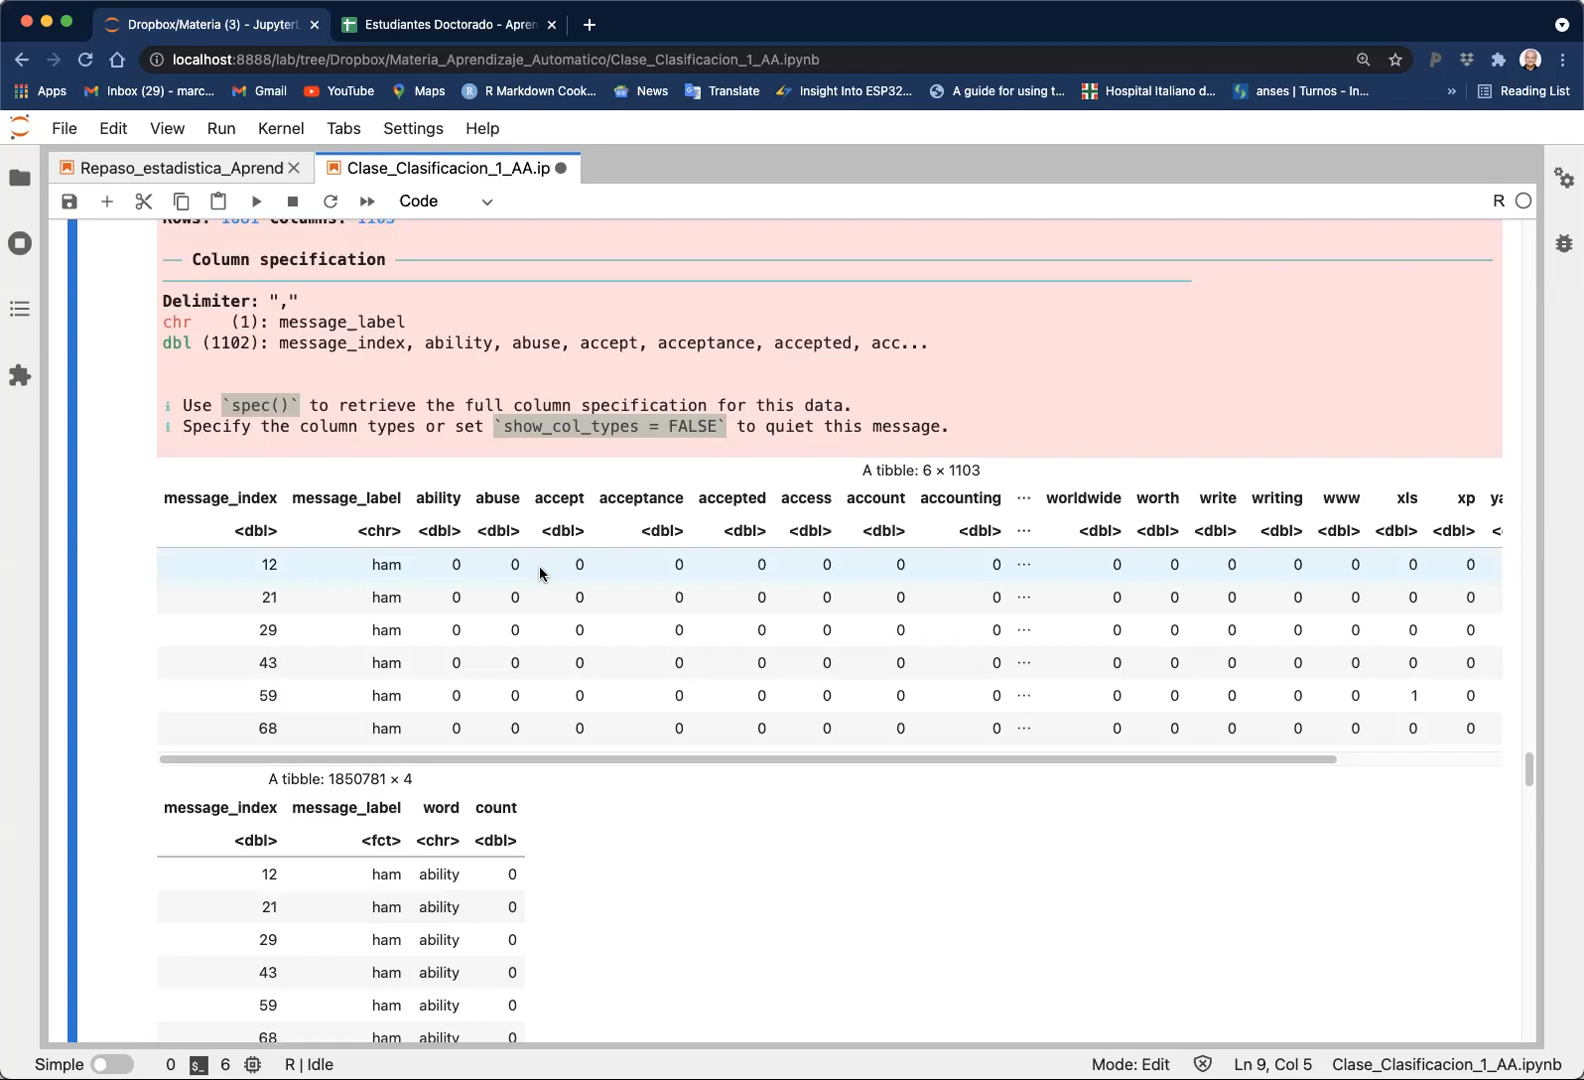 Dropbox/Materia (3) - JupyterL
Estudiantes Doctorado - Apren
localhost:8888/lab/tree/Dropbox/Materia_Aprendizaje_Automatico/Clase_Clasificacion_1_AA.ipynb
Apps
Inbox (29) - marc...
Gmail
YouTube
Maps
R Markdown Cook...
News
Translate
Insight Into ESP32...
A guide for using t...
Hospital Italiano d...
anses | Turnos - In...
»
Reading List
File Edit View Run Kernel Tabs Settings Help
Repaso_estadistica_Aprend
Clase_Clasificacion_1_AA.ip
Code
R
Column specification
Delimiter: ","
chr (1): message_label
dbl (1102): message_index, ability, abuse, accept, acceptance, accepted, acc...
i Use `spec()` to retrieve the full column specification for this data.
i Specify the column types or set `show_col_types = FALSE` to quiet this message.
A tibble: 6 × 1103
message_index message_label ability abuse accept acceptance accepted access account accounting ⋯ worldwide worth write writing www xls xp ya
<dbl> <chr> <dbl> <dbl> <dbl> <dbl> <dbl> <dbl> <dbl> <dbl> ⋯ <dbl> <dbl> <dbl> <dbl> <dbl> <dbl> <dbl> <
12 ham 0 0 0 0 0 0 0 0 ⋯ 0 0 0 0 0 0 0
21 ham 0 0 0 0 0 0 0 0 ⋯ 0 0 0 0 0 0 0
29 ham 0 0 0 0 0 0 0 0 ⋯ 0 0 0 0 0 0 0
43 ham 0 0 0 0 0 0 0 0 ⋯ 0 0 0 0 0 0 0
59 ham 0 0 0 0 0 0 0 0 ⋯ 0 0 0 0 0 1 0
68 ham 0 0 0 0 0 0 0 0 ⋯ 0 0 0 0 0 0 0
A tibble: 1850781 × 4
message_index message_label word count
<dbl> <fct> <chr> <dbl>
12 ham ability 0
21 ham ability 0
29 ham ability 0
43 ham ability 0
59 ham ability 0
68 ham ability 0
Simple 0 $_ 6 R | Idle Mode: Edit Ln 9, Col 5 Clase_Clasificacion_1_AA.ipynb